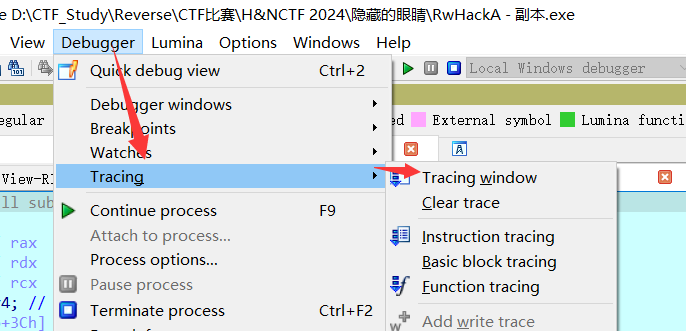 e D:\CTF_Study\Reverse\CTF比赛\H&NCTF 2024\隐藏的眼睛\RwHackA - 副本.exe
View Debugger Lumina Options Windows Help
Quick debug view Ctrl+2
Local Windows debugger
Debugger windows
Breakpoints
egular
ed External symbol Lumina functi
Watches
Tracing
View-R
Tracing window
ll sub
Clear trace
Continue process F9
rax
Attach to process...
Instruction tracing
rdx
Process options...
Basic block tracing
rcx
Pause process
Function tracing
4; //
Terminate process Ctrl+F2
+3Ch]
Add write trace